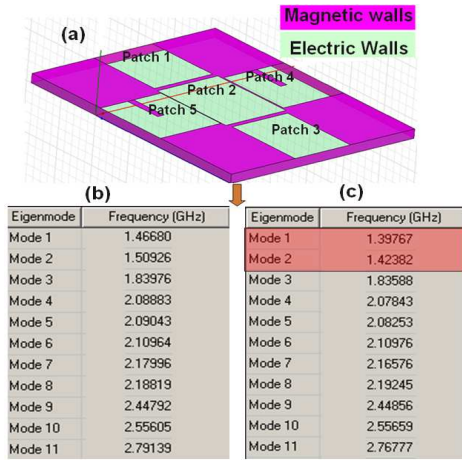 Magnetic walls
Electric Walls
(a)
Patch 1
Patch 4
Patch 2
Patch 5
Patch 3
(b)
Eigenmode Frequency (GHz)
Mode 1 1.46680
Mode 2 1.50926
Mode 3 1.83976
Mode 4 2.08883
Mode 5 2.09043
Mode 6 2.10964
Mode 7 2.17996
Mode 8 2.18819
Mode 9 2.44792
Mode 10 2.55605
Mode 11 2.79139
(c)
Eigenmode Frequency (GHz)
Mode 1 1.39767
Mode 2 1.42382
Mode 3 1.83588
Mode 4 2.07843
Mode 5 2.08253
Mode 6 2.10976
Mode 7 2.16576
Mode 8 2.19245
Mode 9 2.44856
Mode 10 2.55659
Mode 11 2.76777